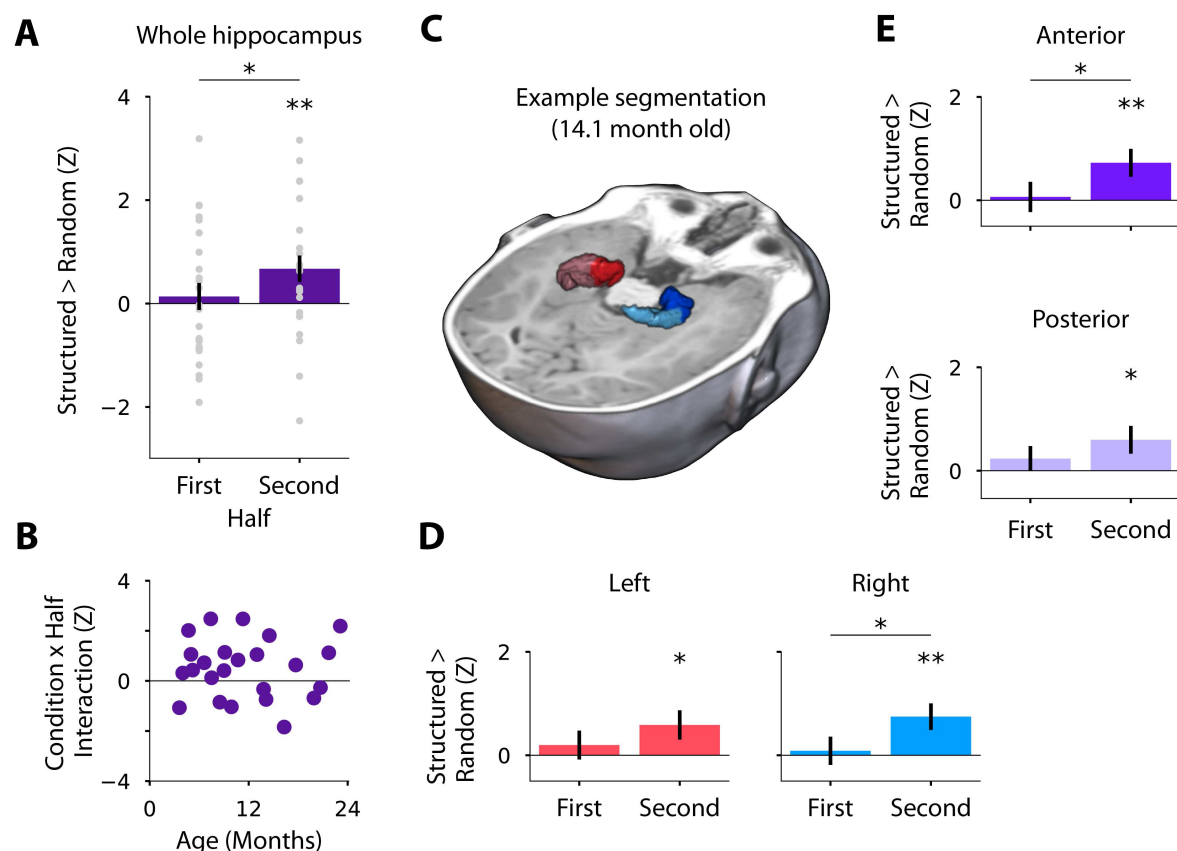 A
Whole hippocampus
*
**
4
2
0
−2
Structured > Random (Z)
First
Second
Half
B
Condition x Half
Interaction (Z)
4
0
−4
0
12
24
Age (Months)
C
Example segmentation
(14.1 month old)
D
Left
Right
*
*
**
Structured >
Random (Z)
2
0
First
Second
First
Second
E
Anterior
*
**
Structured >
Random (Z)
2
0
Posterior
*
Structured >
Random (Z)
2
0
First
Second